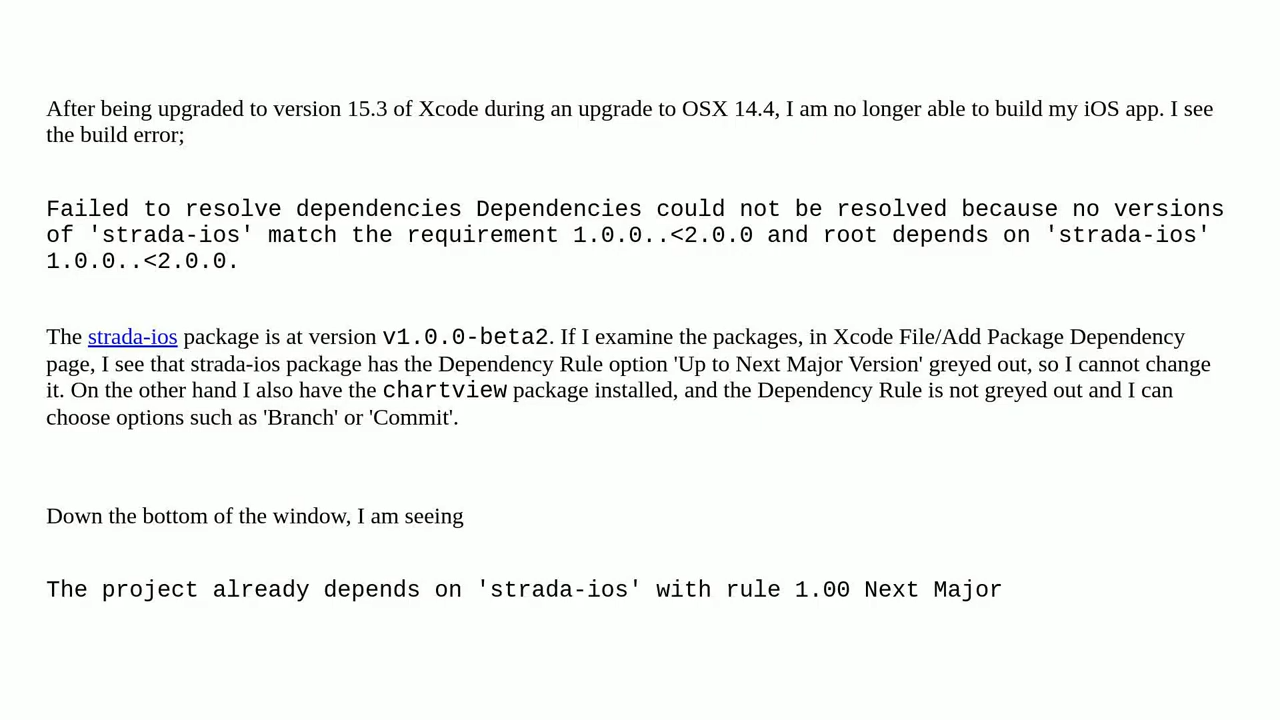 After being upgraded to version 15.3 of Xcode during an upgrade to OSX 14.4, I am no longer able to build my iOS app. I see
the build error;
Failed to resolve dependencies Dependencies could not be resolved because no versions
of 'strada-ios' match the requirement 1.0.0..<2.0.0 and root depends on 'strada-ios'
1.0.0..<2.0.0.
The strada-ios package is at version v1.0.0-beta2. If I examine the packages, in Xcode File/Add Package Dependency
page, I see that strada-ios package has the Dependency Rule option 'Up to Next Major Version' greyed out, so I cannot change
it. On the other hand I also have the chartview package installed, and the Dependency Rule is not greyed out and I can
choose options such as 'Branch' or 'Commit'.
Down the bottom of the window, I am seeing
The project already depends on 'strada-ios' with rule 1.00 Next Major